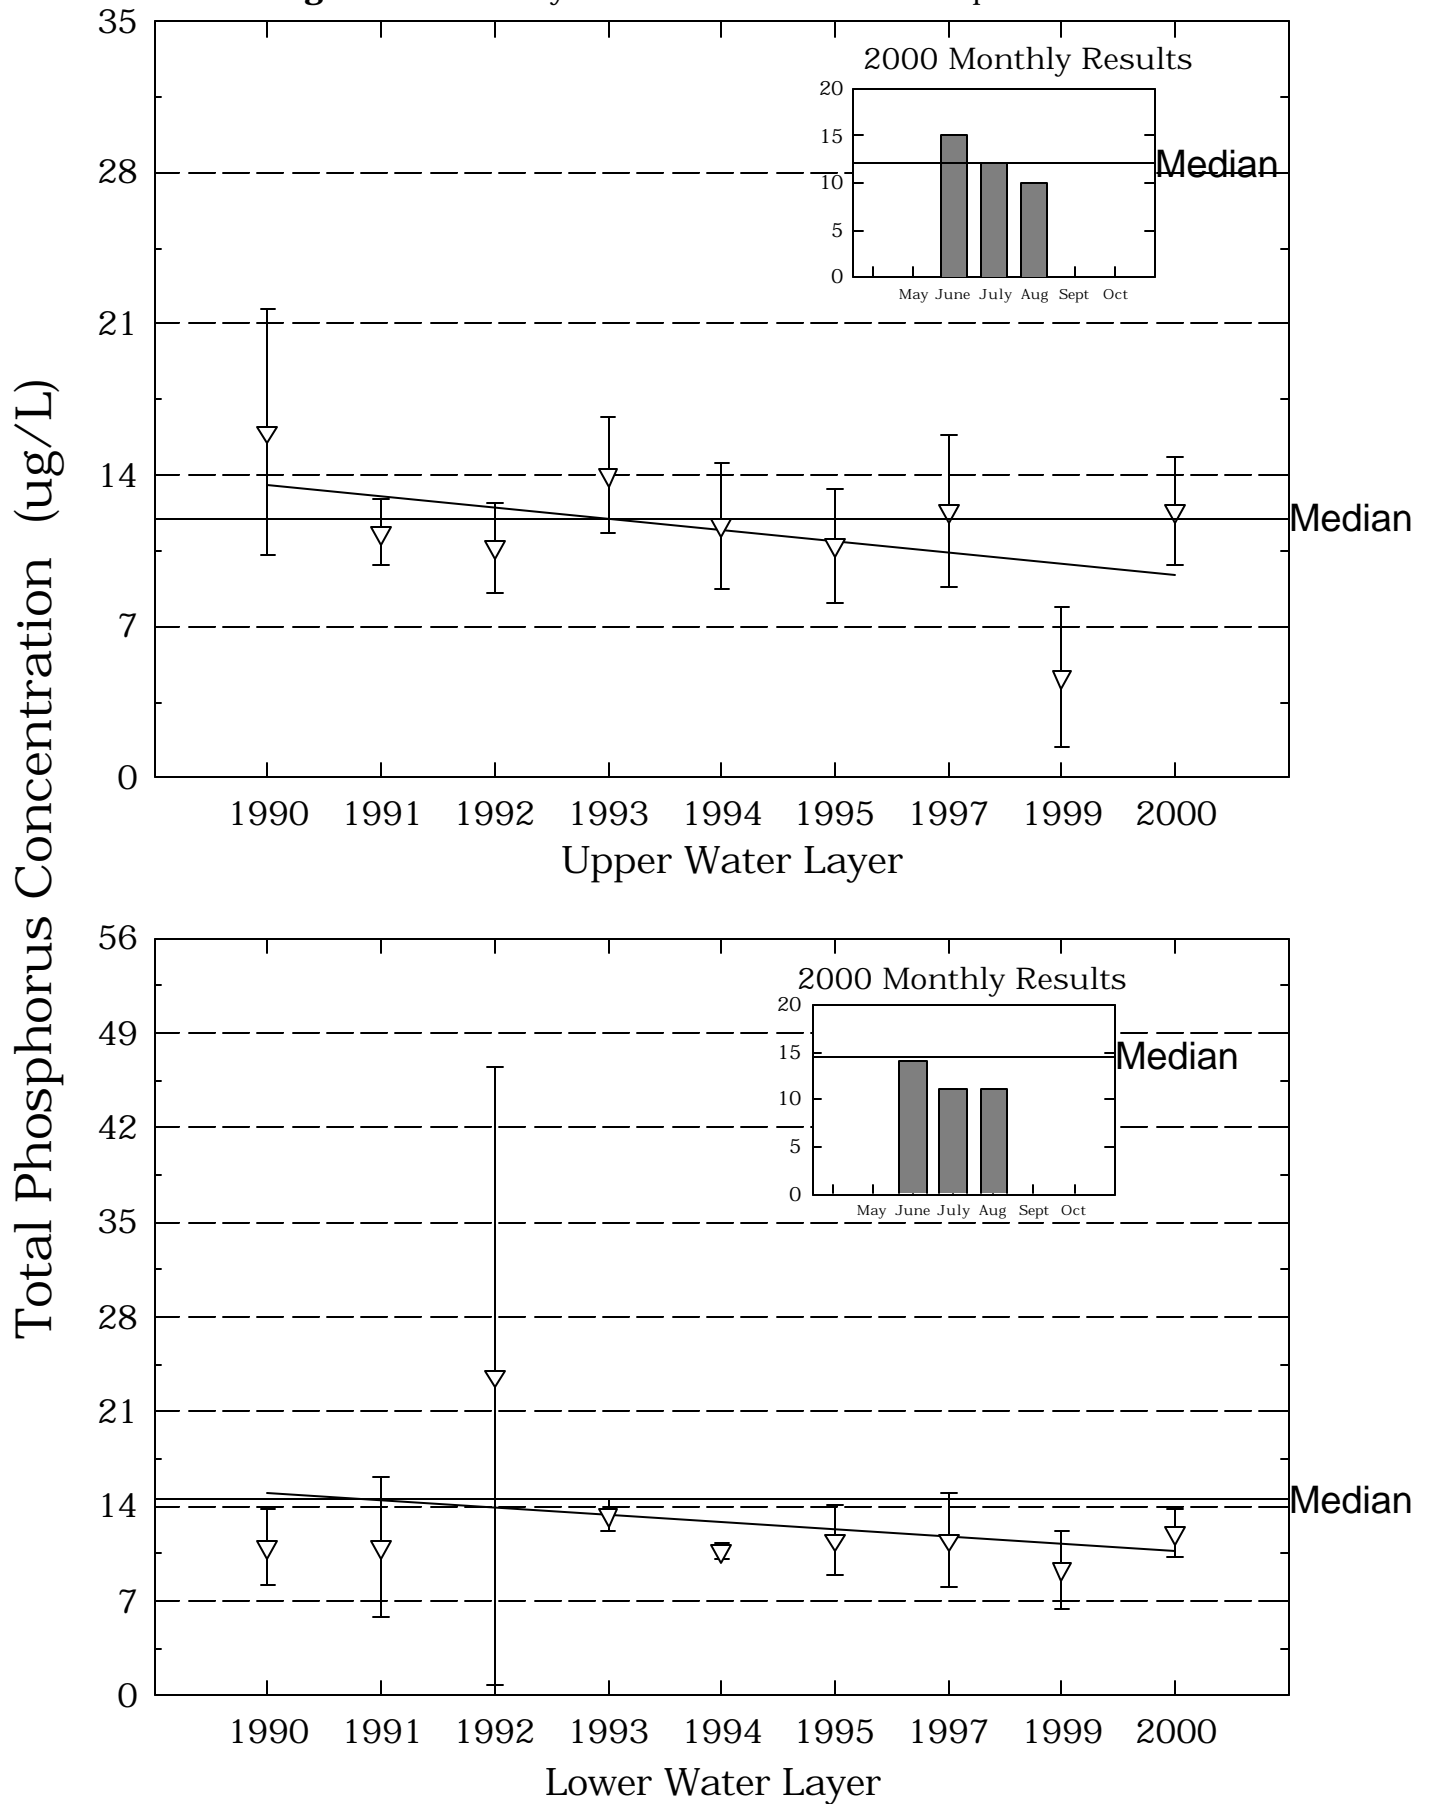 35
2000 Monthly Results
20
15
Median
10
5
0
May June July Aug Sept Oct
28
21
14
Median
7
0
1990 1991 1992 1993 1994 1995 1997 1999 2000
Upper Water Layer
Total Phosphorus Concentration (ug/L)
56
2000 Monthly Results
20
15
Median
10
5
0
May June July Aug Sept Oct
49
42
35
28
21
14
Median
7
0
1990 1991 1992 1993 1994 1995 1997 1999 2000
Lower Water Layer